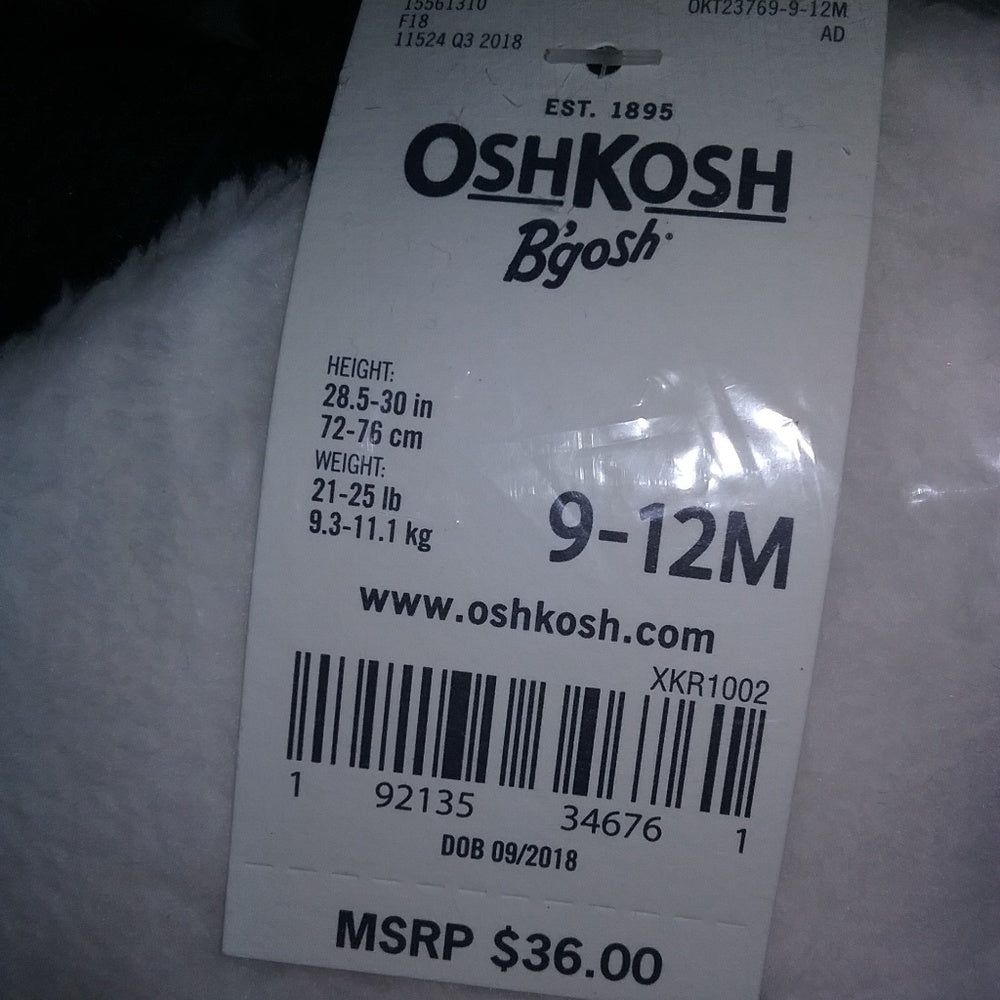 15561310
F18
11524 Q3 2018
OKT23769-9-12M
AD
EST. 1895
OSHKOSH
B'gosh®
HEIGHT:
28.5-30 in
72-76 cm
WEIGHT:
21-25 lb
9.3-11.1 kg
9-12M
www.oshkosh.com
XKR1002
1 92135 34676 1
DOB 09/2018
MSRP $36.00